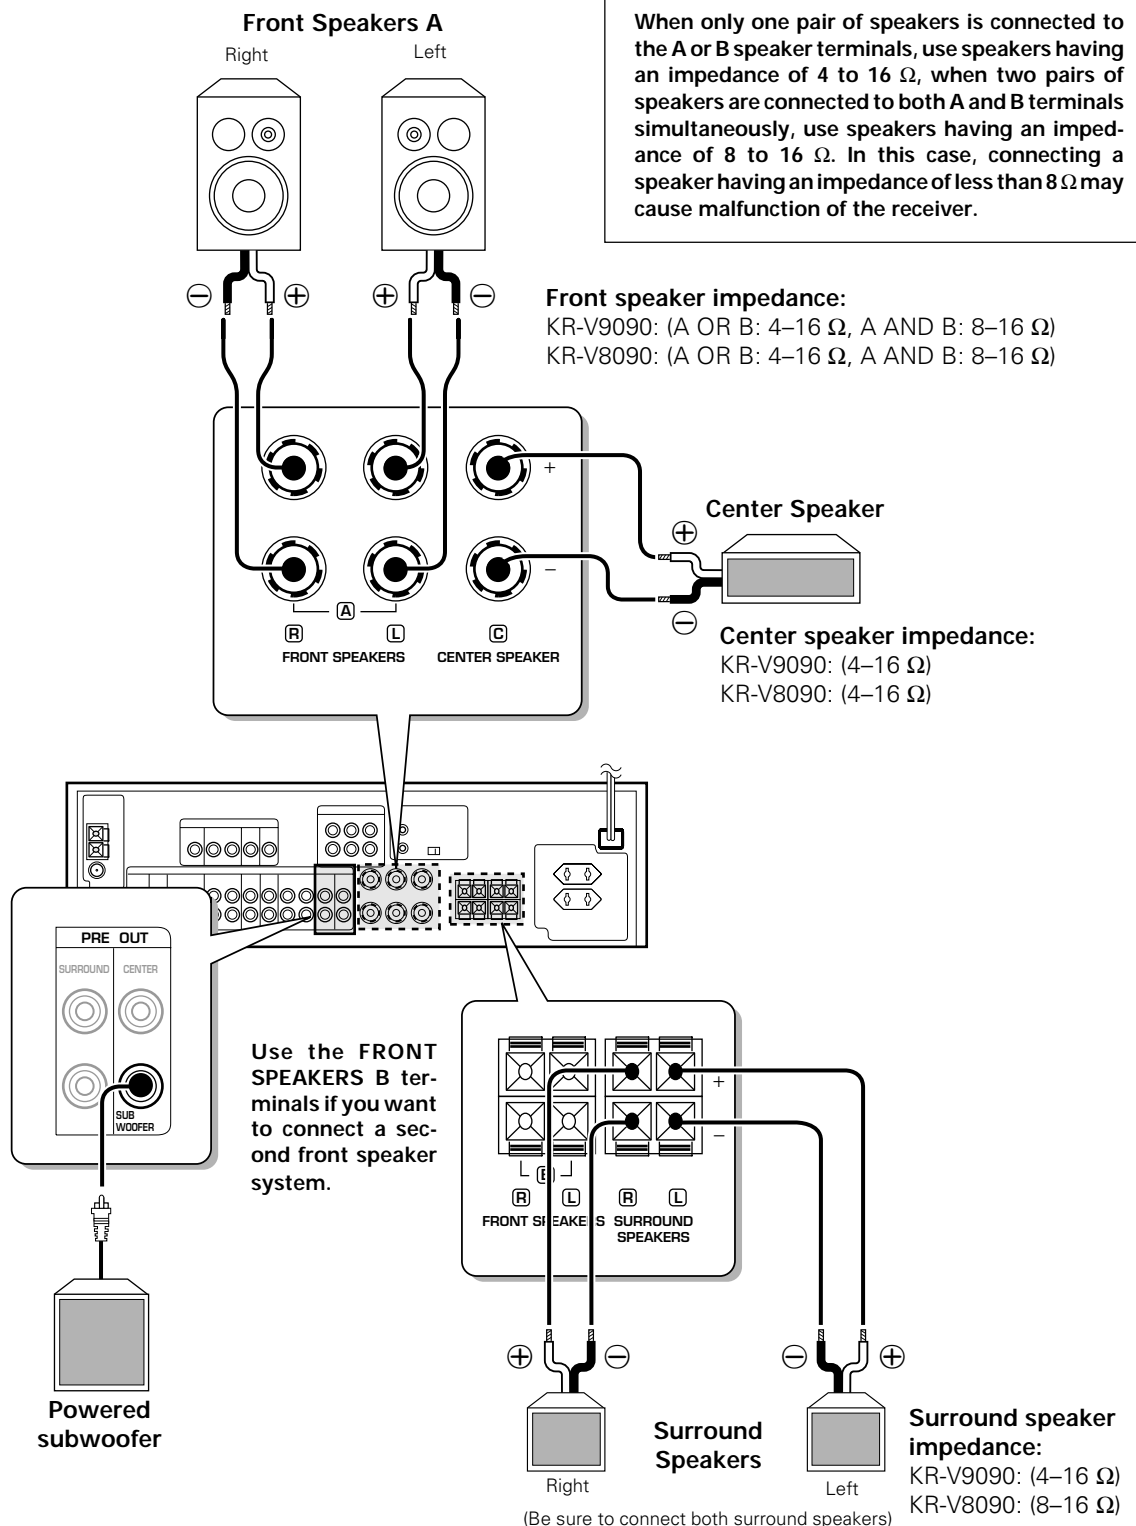 Front Speakers A
Right
Left
When only one pair of speakers is connected to
the A or B speaker terminals, use speakers having
an impedance of 4 to 16 Ω, when two pairs of
speakers are connected to both A and B terminals
simultaneously, use speakers having an imped-
ance of 8 to 16 Ω. In this case, connecting a
speaker having an impedance of less than 8 Ω may
cause malfunction of the receiver.
− + + −
Front speaker impedance:
KR-V9090: (A OR B: 4–16 Ω, A AND B: 8–16 Ω)
KR-V8090: (A OR B: 4–16 Ω, A AND B: 8–16 Ω)
+
−
A
R L C
FRONT SPEAKERS
CENTER SPEAKER
Center Speaker
+
−
Center speaker impedance:
KR-V9090: (4–16 Ω)
KR-V8090: (4–16 Ω)
PRE OUT
SURROUND
CENTER
SUB
WOOFER
Use the FRONT
SPEAKERS B ter-
minals if you want
to connect a sec-
ond front speaker
system.
+
−
B
R L R L
FRONT SPEAKERS
SURROUND
SPEAKERS
+ − − +
Powered
subwoofer
Surround
Speakers
Right
Left
(Be sure to connect both surround speakers)
Surround speaker
impedance:
KR-V9090: (4–16 Ω)
KR-V8090: (8–16 Ω)